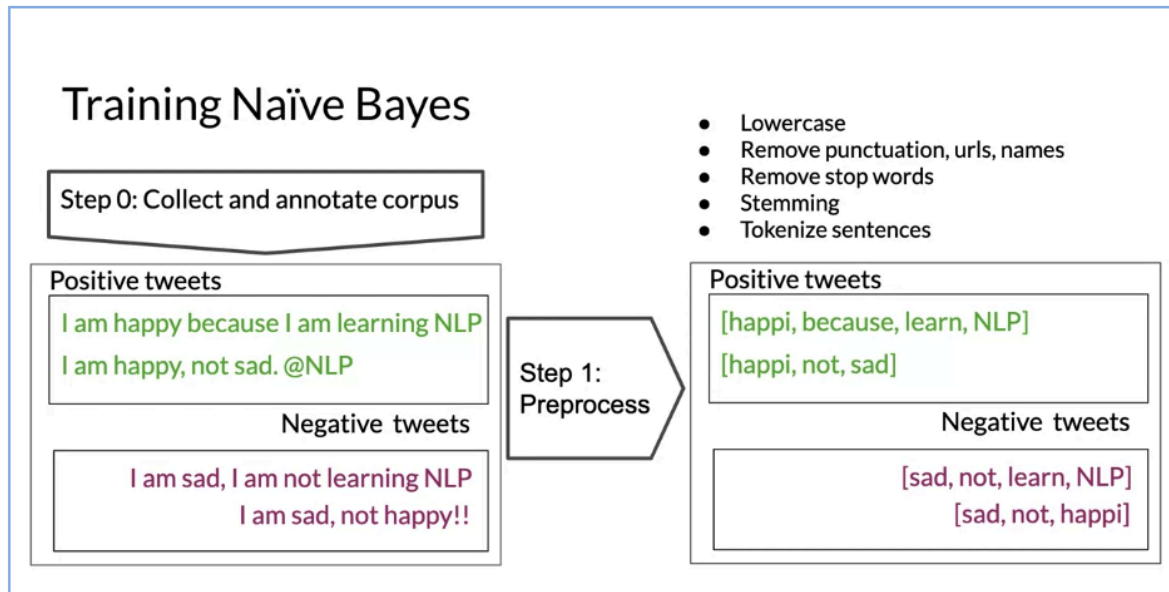 Training Naïve Bayes
Step 0: Collect and annotate corpus
Positive tweets
I am happy because I am learning NLP
I am happy, not sad. @NLP
Negative tweets
I am sad, I am not learning NLP
I am sad, not happy!!
Step 1:
Preprocess
● Lowercase
● Remove punctuation, urls, names
● Remove stop words
● Stemming
● Tokenize sentences
Positive tweets
[happi, because, learn, NLP]
[happi, not, sad]
Negative tweets
[sad, not, learn, NLP]
[sad, not, happi]